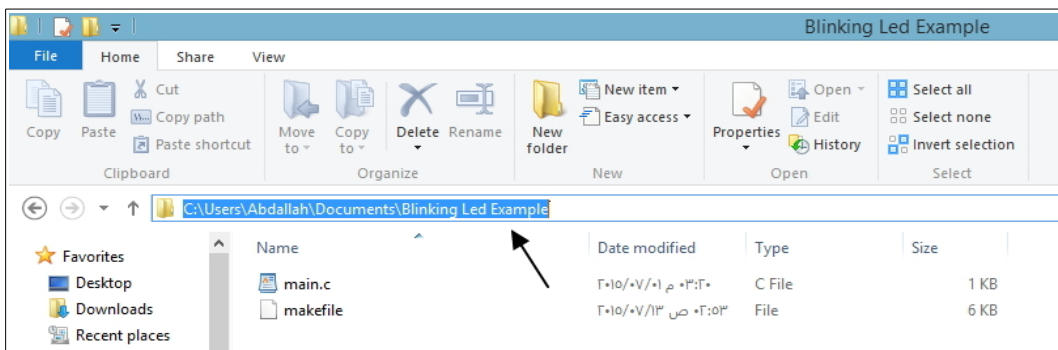 Blinking Led Example
File Home Share View
Copy
Paste
Cut
Copy path
Paste shortcut
Clipboard
Move to
Copy to
Delete
Rename
Organize
New folder
New item
Easy access
New
Properties
Open
Edit
History
Open
Select all
Select none
Invert selection
Select
C:\Users\Abdallah\Documents\Blinking Led Example
Favorites
Desktop
Downloads
Recent places
Name Date modified Type Size
main.c ٢٠١٥/٠٧/٠١ م ٠٣:٢٠ C File 1 KB
makefile ٢٠١٥/٠٧/١٣ ص ٠٢:٥٣ File 6 KB